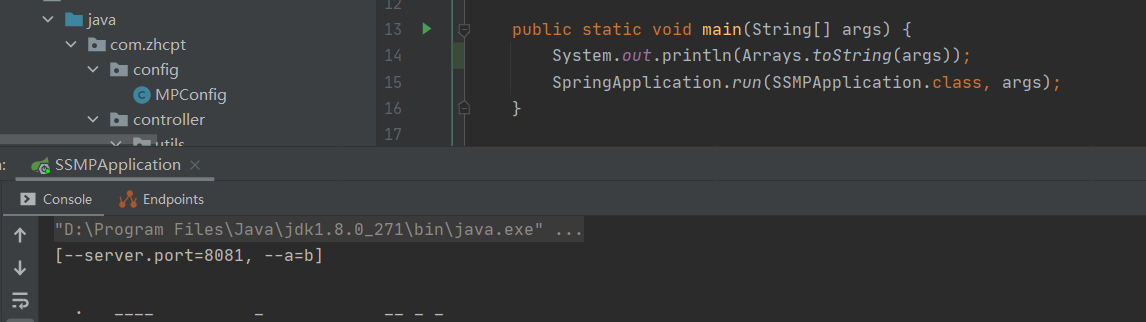 java
com.zhcpt
config
MPConfig
controller
utils
12
13 public static void main(String[] args) {
14 System.out.println(Arrays.toString(args));
15 SpringApplication.run(SSMPApplication.class, args);
16 }
17
SSMPApplication
Console Endpoints
"D:\Program Files\Java\jdk1.8.0_271\bin\java.exe" ...
[--server.port=8081, --a=b]